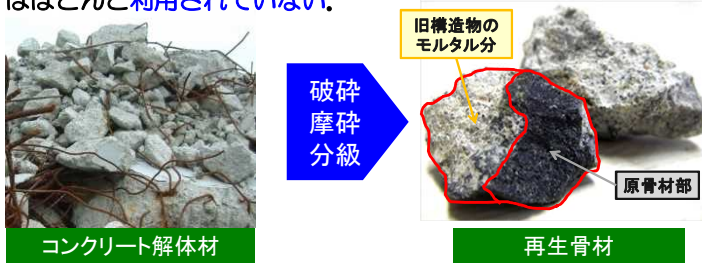 ほとんど利用されていない．
旧構造物の
モルタル分
破砕
摩砕
分級
原骨材部
コンクリート解体材
再生骨材